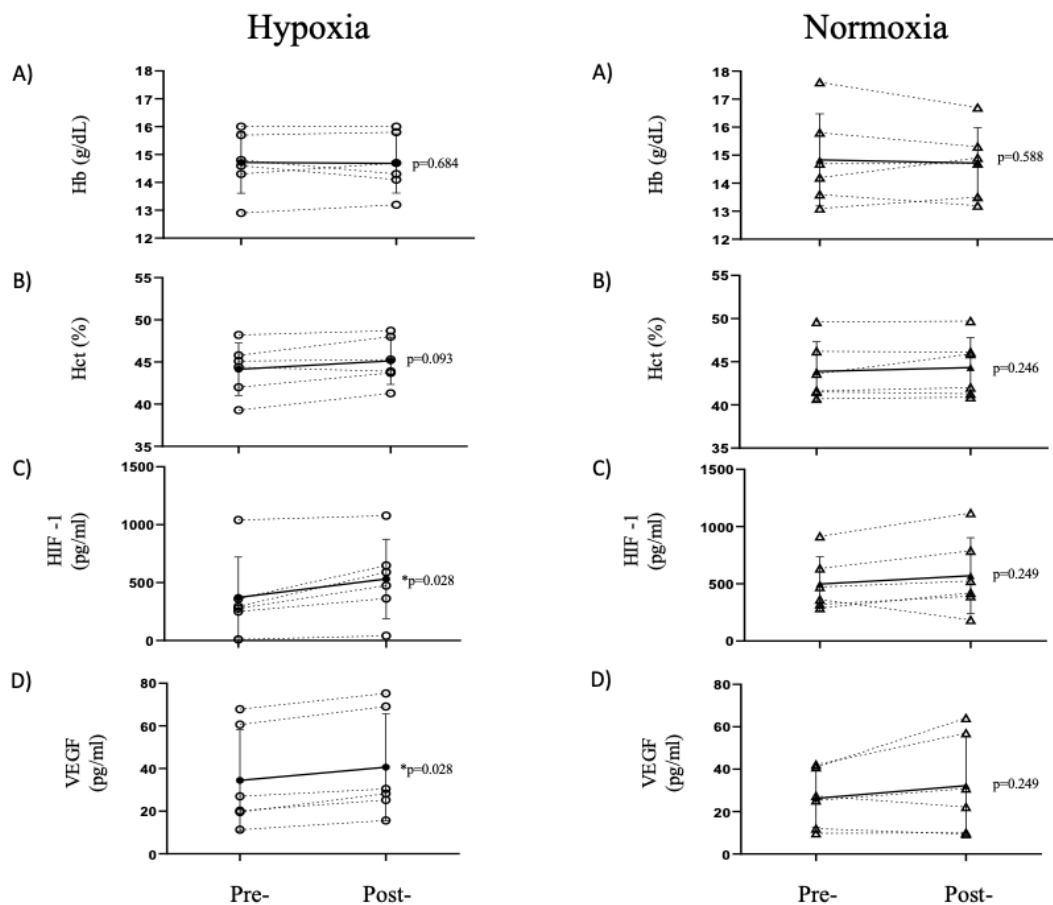 Hypoxia
Normoxia
A)
Hb (g/dL)
18
17
16
15
14
13
12
p=0.684
A)
Hb (g/dL)
18
17
16
15
14
13
12
p=0.588
B)
Hct (%)
55
50
45
40
35
p=0.093
B)
Hct (%)
55
50
45
40
35
p=0.246
C)
HIF -1
(pg/ml)
1500
1000
500
0
*p=0.028
C)
HIF -1
(pg/ml)
1500
1000
500
0
p=0.249
D)
VEGF
(pg/ml)
80
60
40
20
0
*p=0.028
D)
VEGF
(pg/ml)
80
60
40
20
0
p=0.249
Pre-
Post-
Pre-
Post-